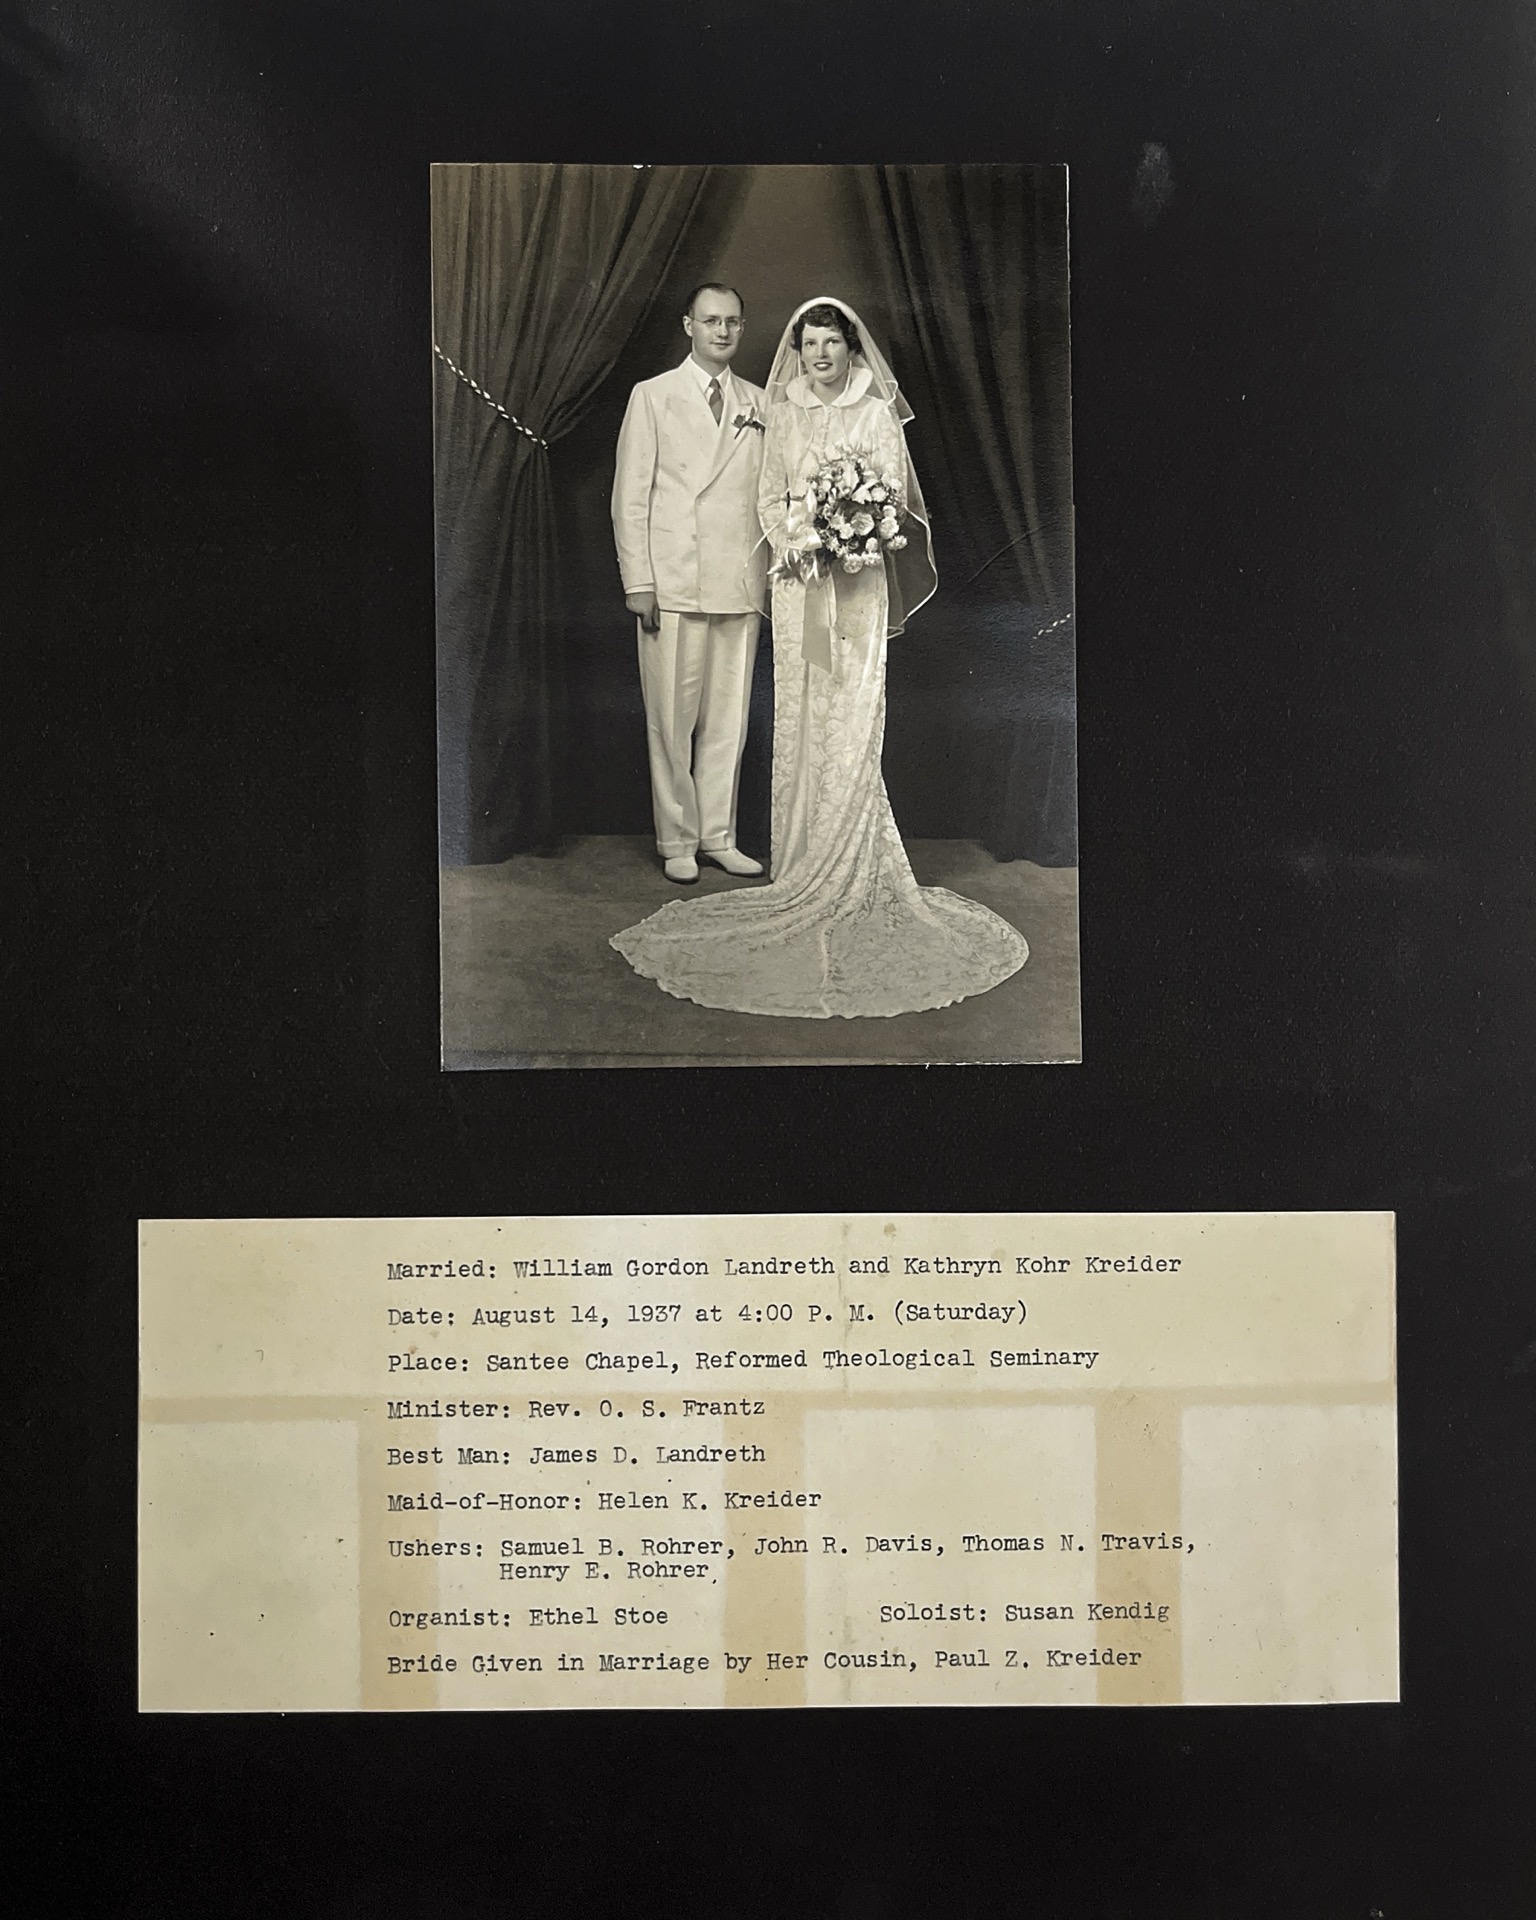 Married: William Gordon Landreth and Kathryn Kohr Kreider
Date: August 14, 1937 at 4:00 P. M. (Saturday)
Place: Santee Chapel, Reformed Theological Seminary
Minister: Rev. O. S. Frantz
Best Man: James D. Landreth
Maid-of-Honor: Helen K. Kreider
Ushers: Samuel B. Rohrer, John R. Davis, Thomas N. Travis,
Henry E. Rohrer,
Organist: Ethel Stoe Soloist: Susan Kendig
Bride Given in Marriage by Her Cousin, Paul Z. Kreider